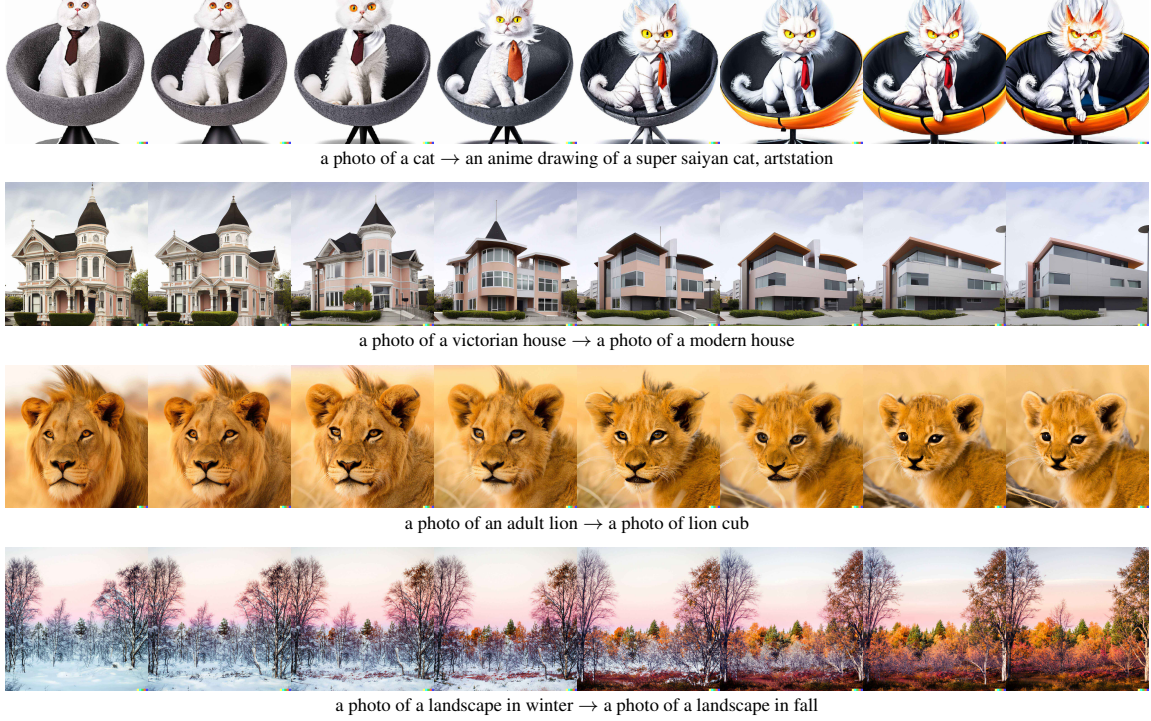 a photo of a cat → an anime drawing of a super saiyan cat, artstation
a photo of a victorian house → a photo of a modern house
a photo of an adult lion → a photo of lion cub
a photo of a landscape in winter → a photo of a landscape in fall